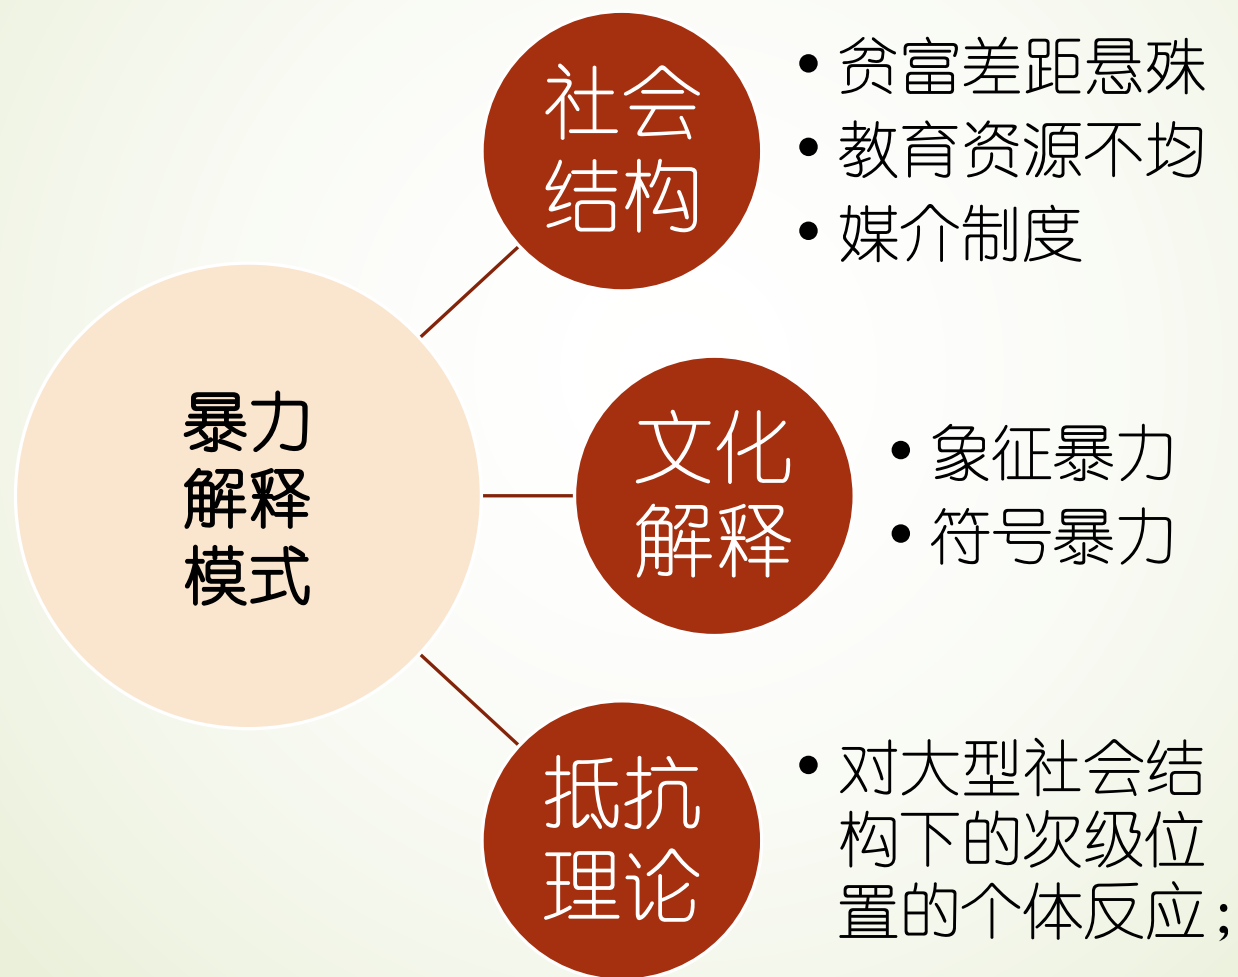 暴力
解释
模式
社会
结构
• 贫富差距悬殊
• 教育资源不均
• 媒介制度
文化
解释
• 象征暴力
• 符号暴力
抵抗
理论
• 对大型社会结
构下的次级位
置的个体反应；